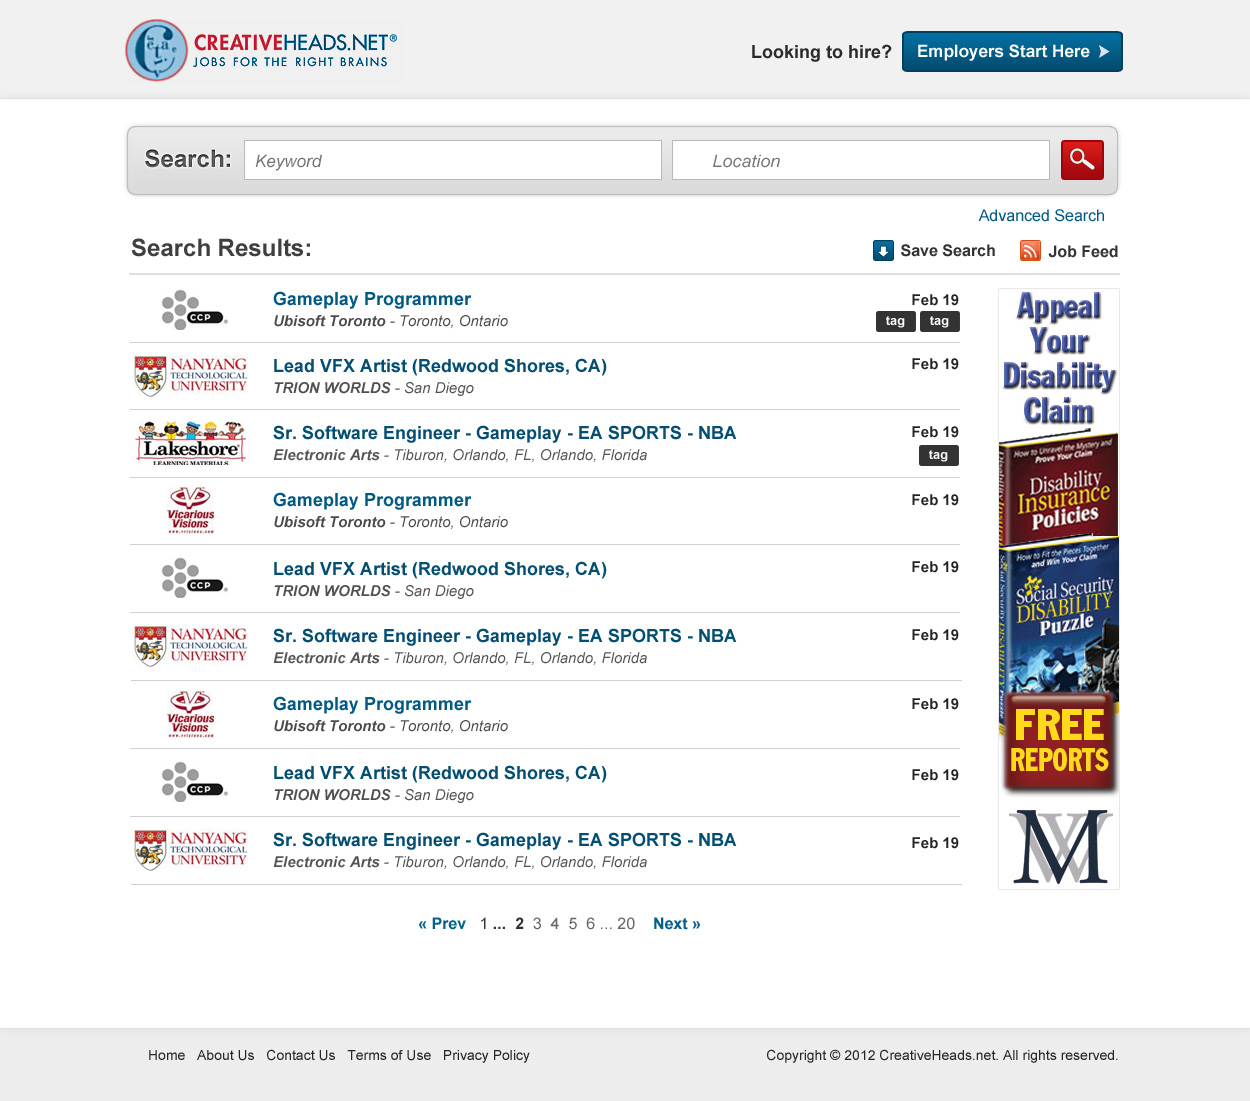 CREATIVEHEADS.NET®
JOBS FOR THE RIGHT BRAINS
Looking to hire?
Employers Start Here
Search:
Keyword
Location
Advanced Search
Search Results:
Save Search
Job Feed
CCP
Gameplay Programmer
Ubisoft Toronto - Toronto, Ontario
Feb 19
tag tag
NANYANG
TECHNOLOGICAL
UNIVERSITY
Lead VFX Artist (Redwood Shores, CA)
TRION WORLDS - San Diego
Feb 19
Lakeshore
LEARNING MATERIALS
Sr. Software Engineer - Gameplay - EA SPORTS - NBA
Electronic Arts - Tiburon, Orlando, FL, Orlando, Florida
Feb 19
tag
Vicarious
Visions
Gameplay Programmer
Ubisoft Toronto - Toronto, Ontario
Feb 19
CCP
Lead VFX Artist (Redwood Shores, CA)
TRION WORLDS - San Diego
Feb 19
NANYANG
TECHNOLOGICAL
UNIVERSITY
Sr. Software Engineer - Gameplay - EA SPORTS - NBA
Electronic Arts - Tiburon, Orlando, FL, Orlando, Florida
Feb 19
Vicarious
Visions
Gameplay Programmer
Ubisoft Toronto - Toronto, Ontario
Feb 19
CCP
Lead VFX Artist (Redwood Shores, CA)
TRION WORLDS - San Diego
Feb 19
NANYANG
TECHNOLOGICAL
UNIVERSITY
Sr. Software Engineer - Gameplay - EA SPORTS - NBA
Electronic Arts - Tiburon, Orlando, FL, Orlando, Florida
Feb 19
Appeal
Your
Disability
Claim
How to Unravel the Mystery and
Prove Your Claim
Disability
Insurance
Policies
How to Fit the Pieces Together
and Win Your Claim
Social Security
DISABILITY
Puzzle
FREE
REPORTS
« Prev 1 ... 2 3 4 5 6 ... 20 Next »
Home About Us Contact Us Terms of Use Privacy Policy
Copyright © 2012 CreativeHeads.net. All rights reserved.